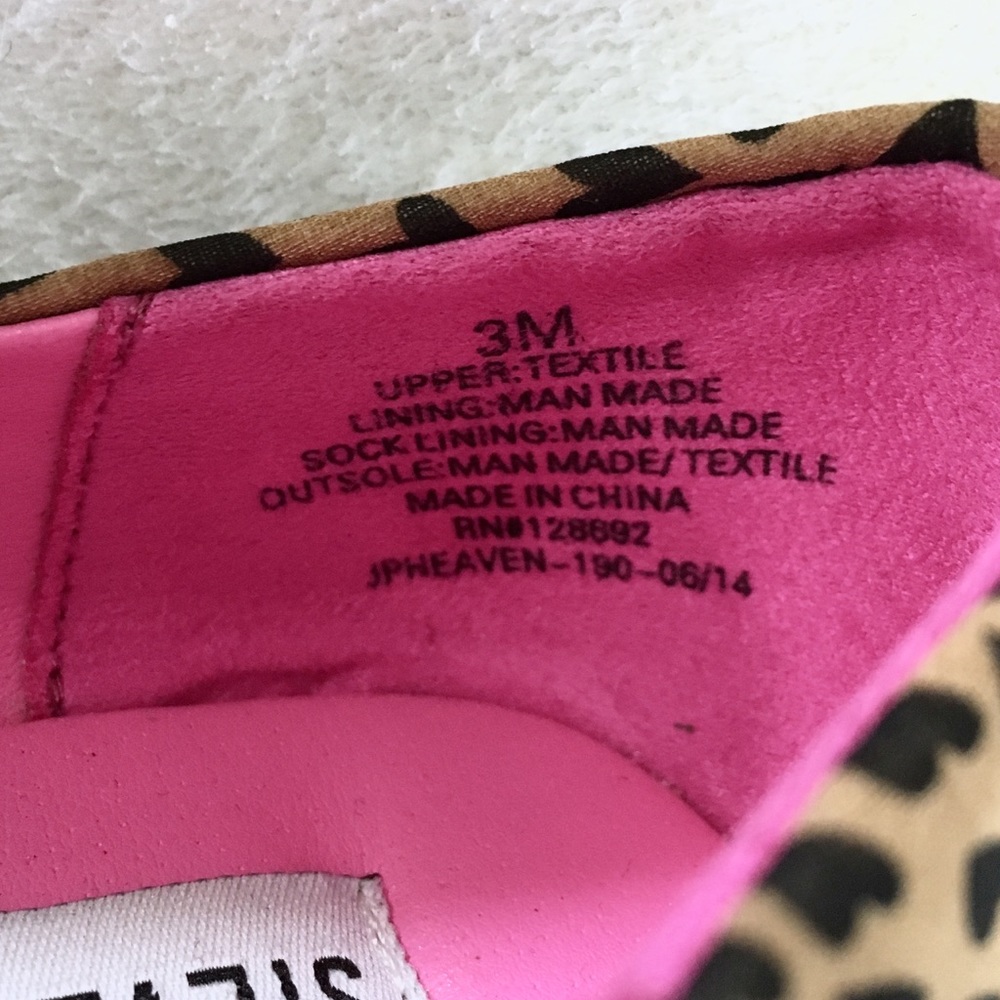 3M
UPPER:TEXTILE
LINING:MAN MADE
SOCK LINING:MAN MADE
OUTSOLE:MAN MADE/TEXTILE
MADE IN CHINA
RN#128692
JPHEAVEN-190-06/14
STEVE